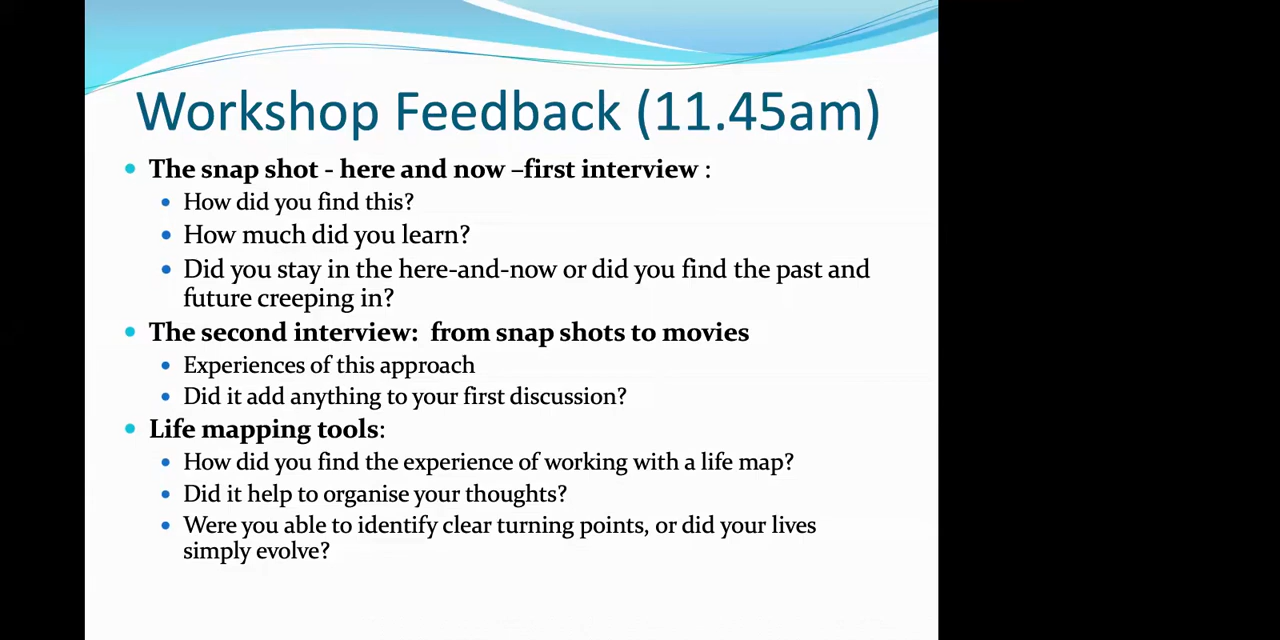 Workshop Feedback (11.45am)
The snap shot - here and now –first interview :
How did you find this?
How much did you learn?
Did you stay in the here-and-now or did you find the past and
future creeping in?
The second interview:  from snap shots to movies
Experiences of this approach
Did it add anything to your first discussion?
Life mapping tools:
How did you find the experience of working with a life map?
Did it help to organise your thoughts?
Were you able to identify clear turning points, or did your lives
simply evolve?